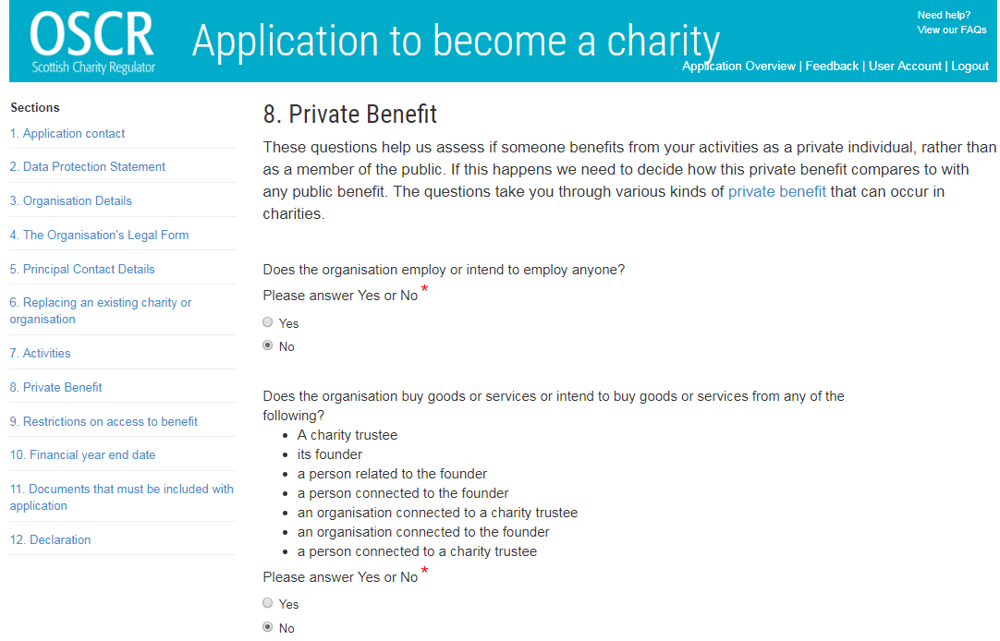 OSCR
Scottish Charity Regulator
Application to become a charity
Need help?
View our FAQs
Application Overview | Feedback | User Account | Logout
Sections
1. Application contact
2. Data Protection Statement
3. Organisation Details
4. The Organisation's Legal Form
5. Principal Contact Details
6. Replacing an existing charity or
organisation
7. Activities
8. Private Benefit
9. Restrictions on access to benefit
10. Financial year end date
11. Documents that must be included with
application
12. Declaration
8. Private Benefit
These questions help us assess if someone benefits from your activities as a private individual, rather than
as a member of the public. If this happens we need to decide how this private benefit compares to with
any public benefit. The questions take you through various kinds of private benefit that can occur in
charities.
Does the organisation employ or intend to employ anyone?
Please answer Yes or No *
Yes
No
Does the organisation buy goods or services or intend to buy goods or services from any of the
following?
• A charity trustee
• its founder
• a person related to the founder
• a person connected to the founder
• an organisation connected to a charity trustee
• an organisation connected to the founder
• a person connected to a charity trustee
Please answer Yes or No *
Yes
No